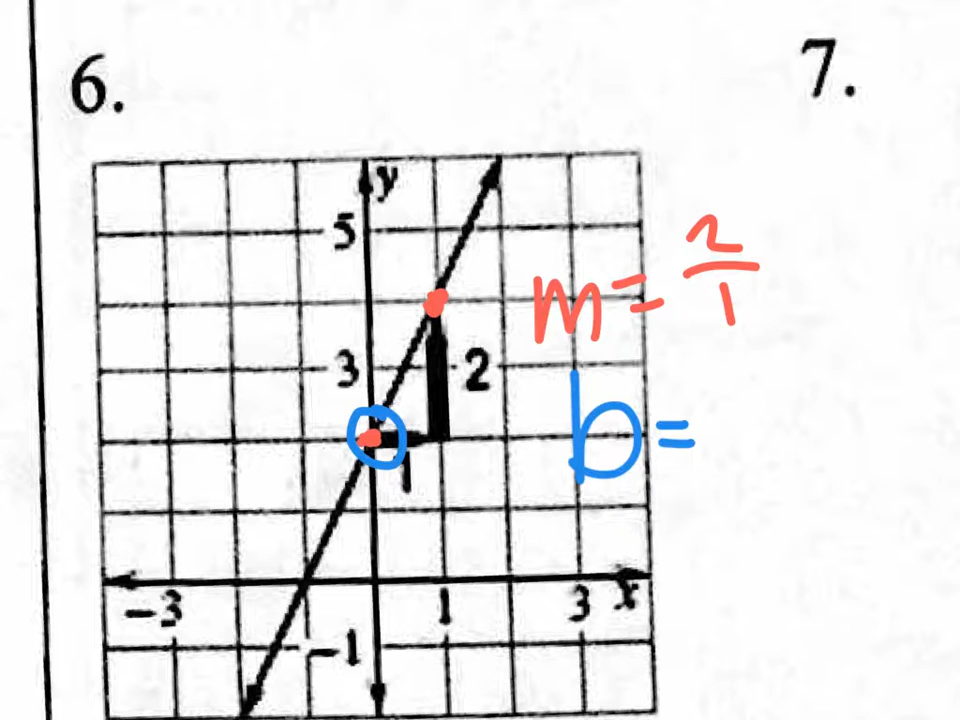 6.
7.
y
5
m = 2/1
3
2
b =
1
-3
1
3
x
-1